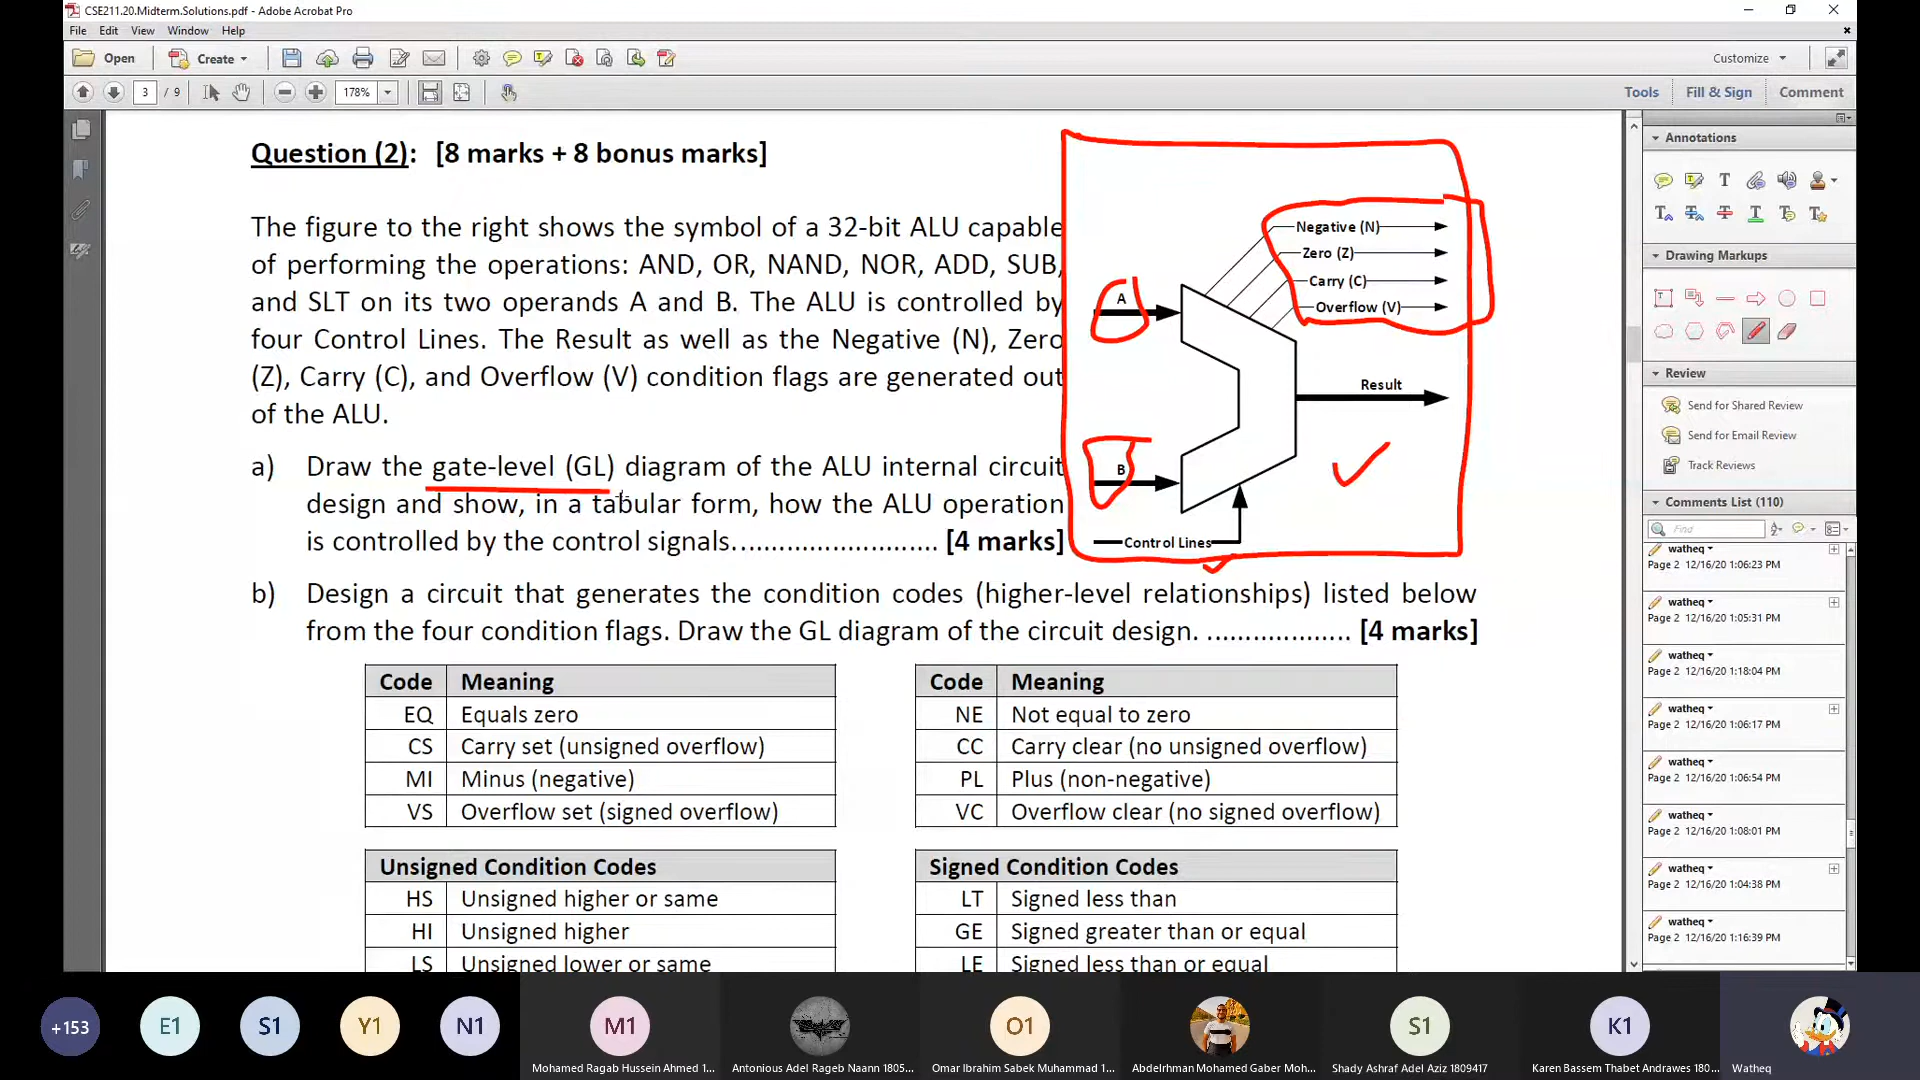 CSE211.20.Midterm.Solutions.pdf - Adobe Acrobat Pro
File Edit View Window Help
Open Create Customize
3 / 9 178% Tools Fill & Sign Comment
Question (2): [8 marks + 8 bonus marks]
The figure to the right shows the symbol of a 32-bit ALU capable
of performing the operations: AND, OR, NAND, NOR, ADD, SUB,
and SLT on its two operands A and B. The ALU is controlled by
four Control Lines. The Result as well as the Negative (N), Zero
(Z), Carry (C), and Overflow (V) condition flags are generated out
of the ALU.
a) Draw the gate-level (GL) diagram of the ALU internal circuit
design and show, in a tabular form, how the ALU operation
is controlled by the control signals........................... [4 marks]
Negative (N)
Zero (Z)
Carry (C)
Overflow (V)
A
Result
B
Control Lines
b) Design a circuit that generates the condition codes (higher-level relationships) listed below
from the four condition flags. Draw the GL diagram of the circuit design. .................... [4 marks]
Code Meaning
EQ Equals zero
CS Carry set (unsigned overflow)
MI Minus (negative)
VS Overflow set (signed overflow)
Code Meaning
NE Not equal to zero
CC Carry clear (no unsigned overflow)
PL Plus (non-negative)
VC Overflow clear (no signed overflow)
Unsigned Condition Codes
HS Unsigned higher or same
HI Unsigned higher
LS Unsigned lower or same
Signed Condition Codes
LT Signed less than
GE Signed greater than or equal
LE Signed less than or equal
Annotations
Drawing Markups
Review
Send for Shared Review
Send for Email Review
Track Reviews
Comments List (110)
Find
watheq
Page 2 12/16/20 1:06:23 PM
watheq
Page 2 12/16/20 1:05:31 PM
watheq
Page 2 12/16/20 1:18:04 PM
watheq
Page 2 12/16/20 1:06:17 PM
watheq
Page 2 12/16/20 1:06:54 PM
watheq
Page 2 12/16/20 1:08:01 PM
watheq
Page 2 12/16/20 1:04:38 PM
watheq
Page 2 12/16/20 1:16:39 PM
+153 E1 S1 Y1 N1 M1 O1 S1 K1
Mohamed Ragab Hussein Ahmed 1...
Antonious Adel Rageb Naann 1805...
Omar Ibrahim Sabek Muhammad 1...
Abdelrhman Mohamed Gaber Moh...
Shady Ashraf Adel Aziz 1809417
Karen Bassem Thabet Andrawes 180...
Watheq